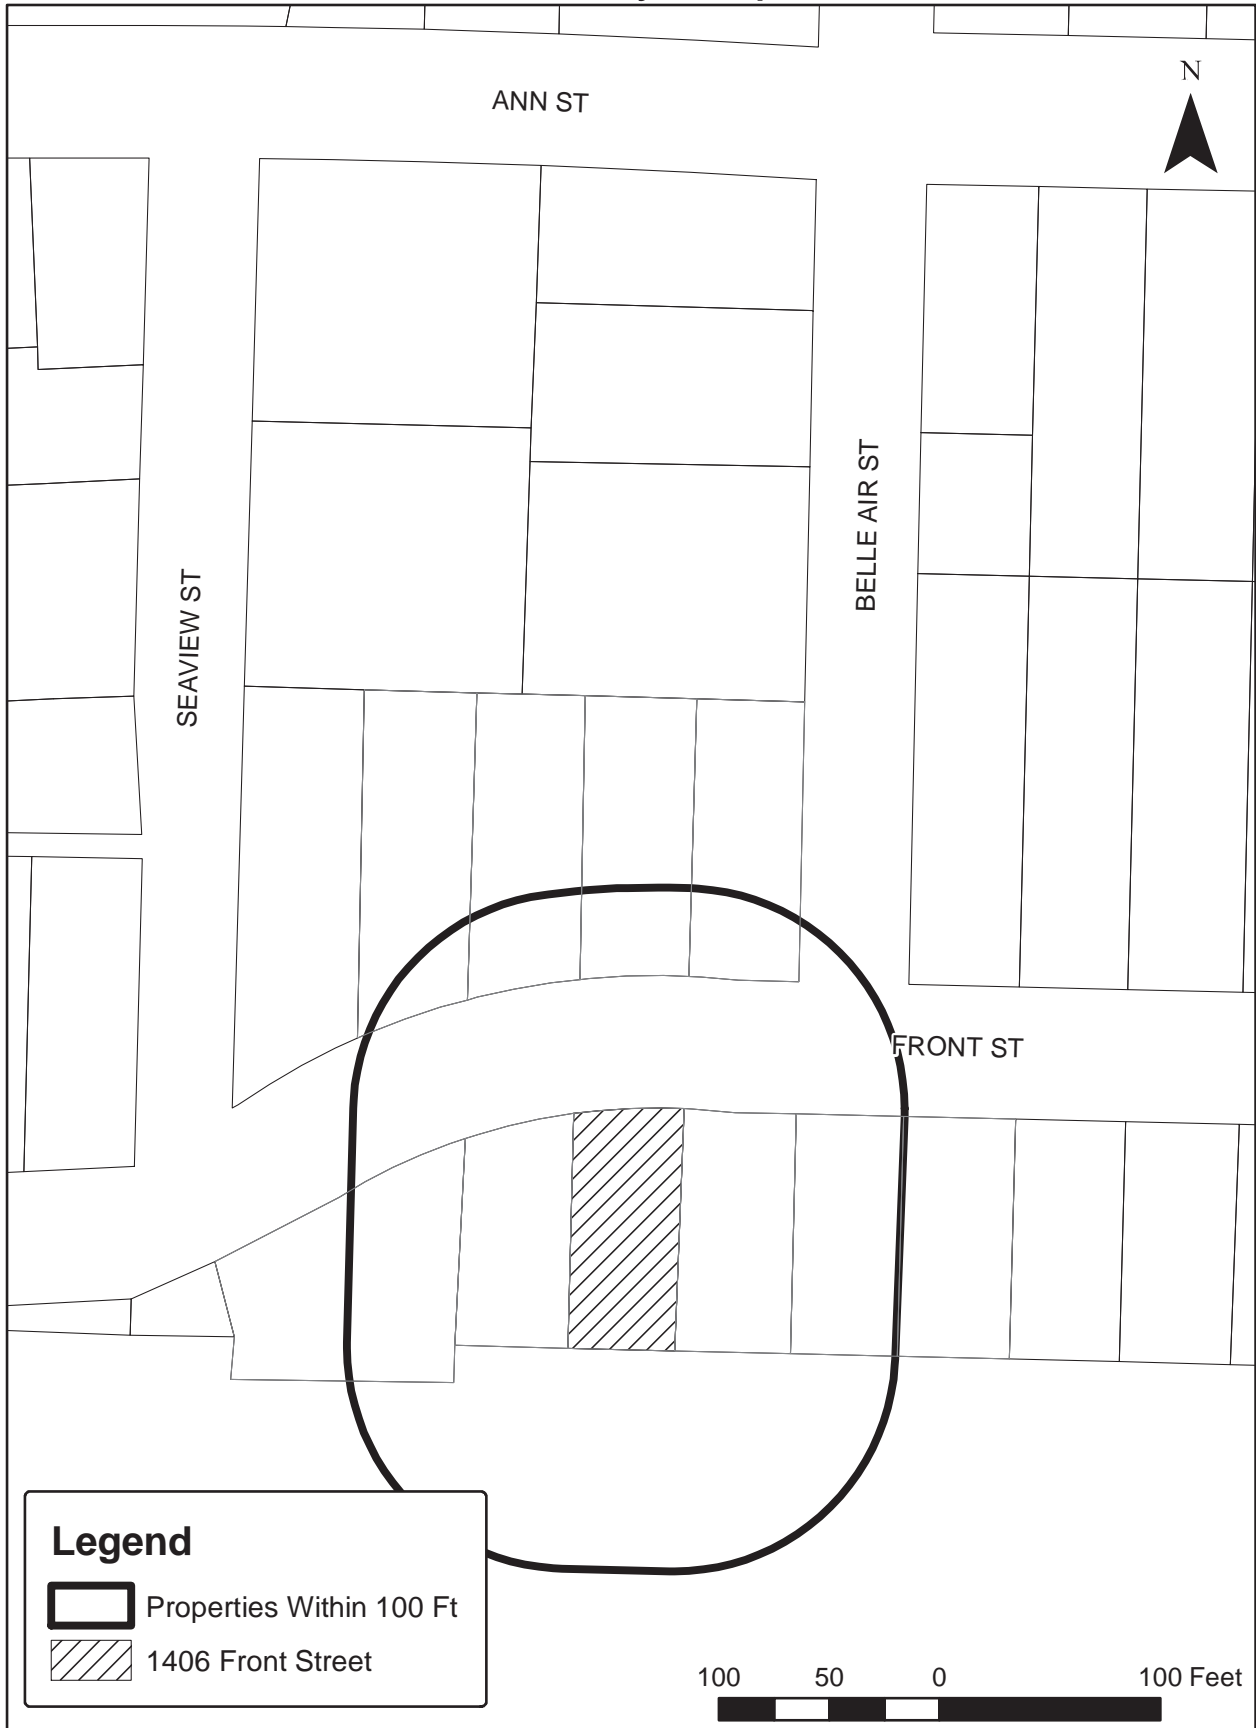 ANN ST
N
BELLE AIR ST
SEAVIEW ST
FRONT ST
Legend
Properties Within 100 Ft
1406 Front Street
100 50 0 100 Feet